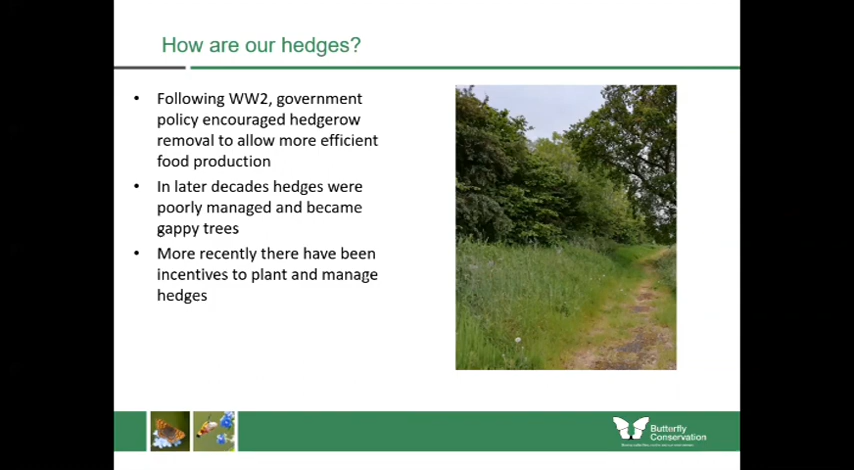 How are our hedges?
• Following WW2, government
policy encouraged hedgerow
removal to allow more efficient
food production
• In later decades hedges were
poorly managed and became
gappy trees
• More recently there have been
incentives to plant and manage
hedges
Butterfly
Conservation